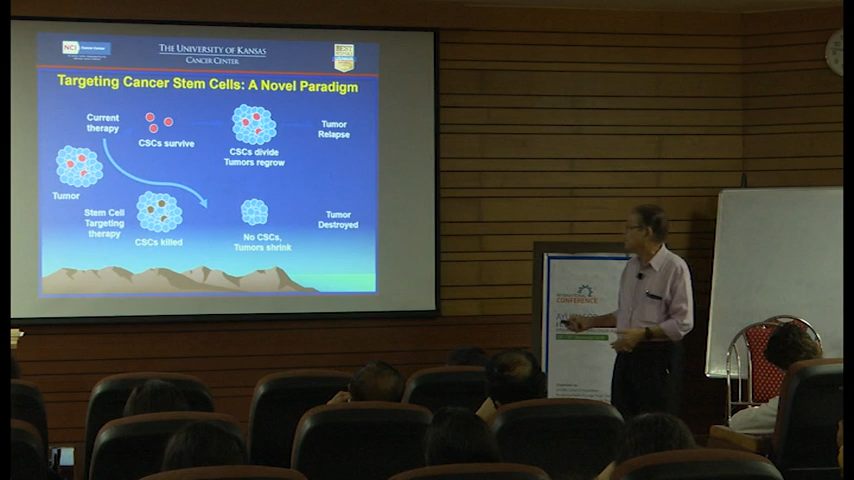 NCI
Cancer Center
THE UNIVERSITY OF KANSAS
CANCER CENTER
BEST
Targeting Cancer Stem Cells: A Novel Paradigm
Current
therapy
CSCs survive
CSCs divide
Tumors regrow
Tumor
Relapse
Tumor
Stem Cell
Targeting
therapy
CSCs killed
No CSCs,
Tumors shrink
Tumor
Destroyed
INTERNATIONAL
CONFERENCE